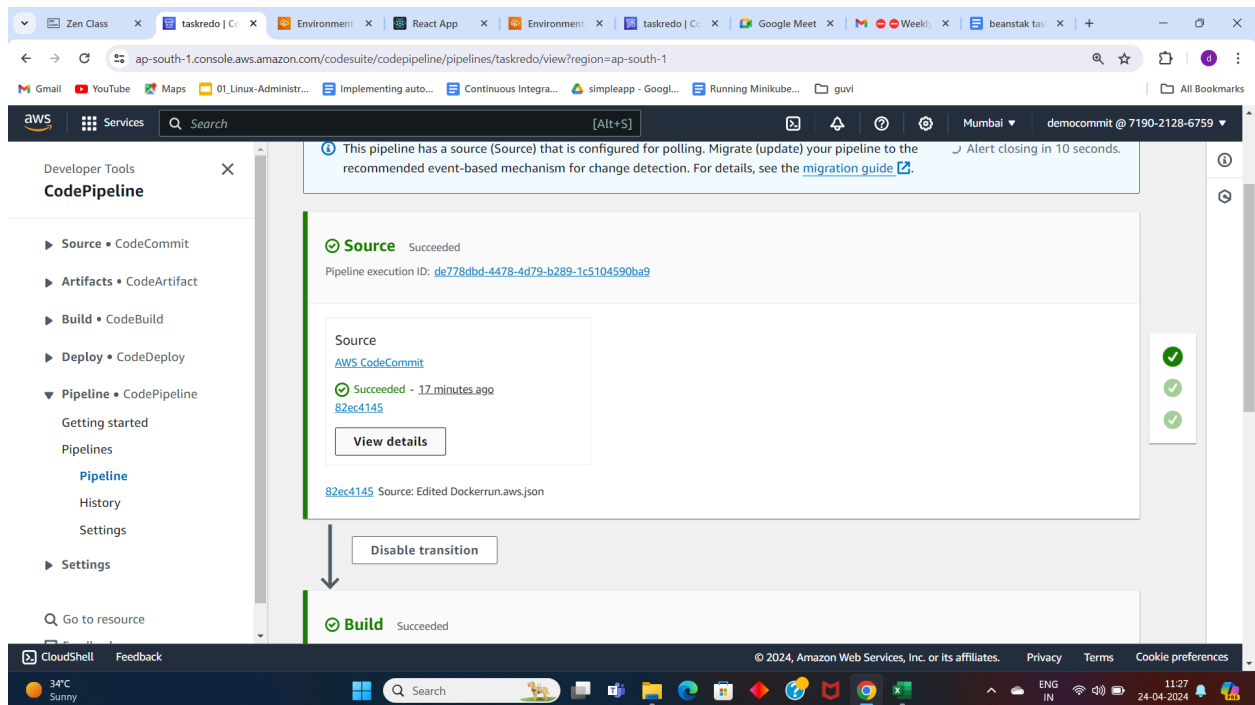 Zen Class
taskredo | Co
Environment
React App
Environment
taskredo | Co
Google Meet
Weekly
beanstak tas
ap-south-1.console.aws.amazon.com/codesuite/codepipeline/pipelines/taskredo/view?region=ap-south-1
d
Gmail
YouTube
Maps
01_Linux-Administr...
Implementing auto...
Continuous Integra...
simpleapp - Googl...
Running Minikube...
guvi
All Bookmarks
aws
Services
Search
[Alt+S]
Mumbai
democommit @ 7190-2128-6759
Developer Tools
CodePipeline
Source • CodeCommit
Artifacts • CodeArtifact
Build • CodeBuild
Deploy • CodeDeploy
Pipeline • CodePipeline
Getting started
Pipelines
Pipeline
History
Settings
Settings
Go to resource
This pipeline has a source (Source) that is configured for polling. Migrate (update) your pipeline to the
recommended event-based mechanism for change detection. For details, see the migration guide.
Alert closing in 10 seconds.
Source Succeeded
Pipeline execution ID: de778dbd-4478-4d79-b289-1c5104590ba9
Source
AWS CodeCommit
Succeeded - 17 minutes ago
82ec4145
View details
82ec4145 Source: Edited Dockerrun.aws.json
Disable transition
Build Succeeded
CloudShell
Feedback
© 2024, Amazon Web Services, Inc. or its affiliates.
Privacy
Terms
Cookie preferences
34°C
Sunny
Search
ENG
IN
11:27
24-04-2024